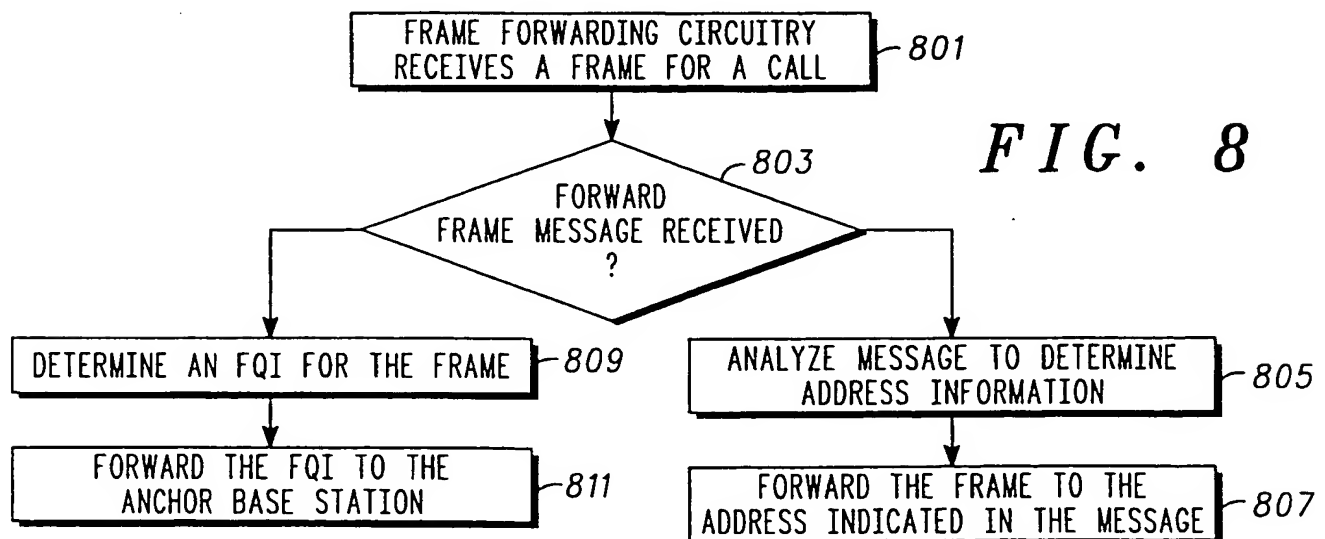 FRAME FORWARDING CIRCUITRY
RECEIVES A FRAME FOR A CALL
801
FIG. 8
803
FORWARD
FRAME MESSAGE RECEIVED
?
DETERMINE AN FQI FOR THE FRAME
809
ANALYZE MESSAGE TO DETERMINE
ADDRESS INFORMATION
805
FORWARD THE FQI TO THE
ANCHOR BASE STATION
811
FORWARD THE FRAME TO THE
ADDRESS INDICATED IN THE MESSAGE
807